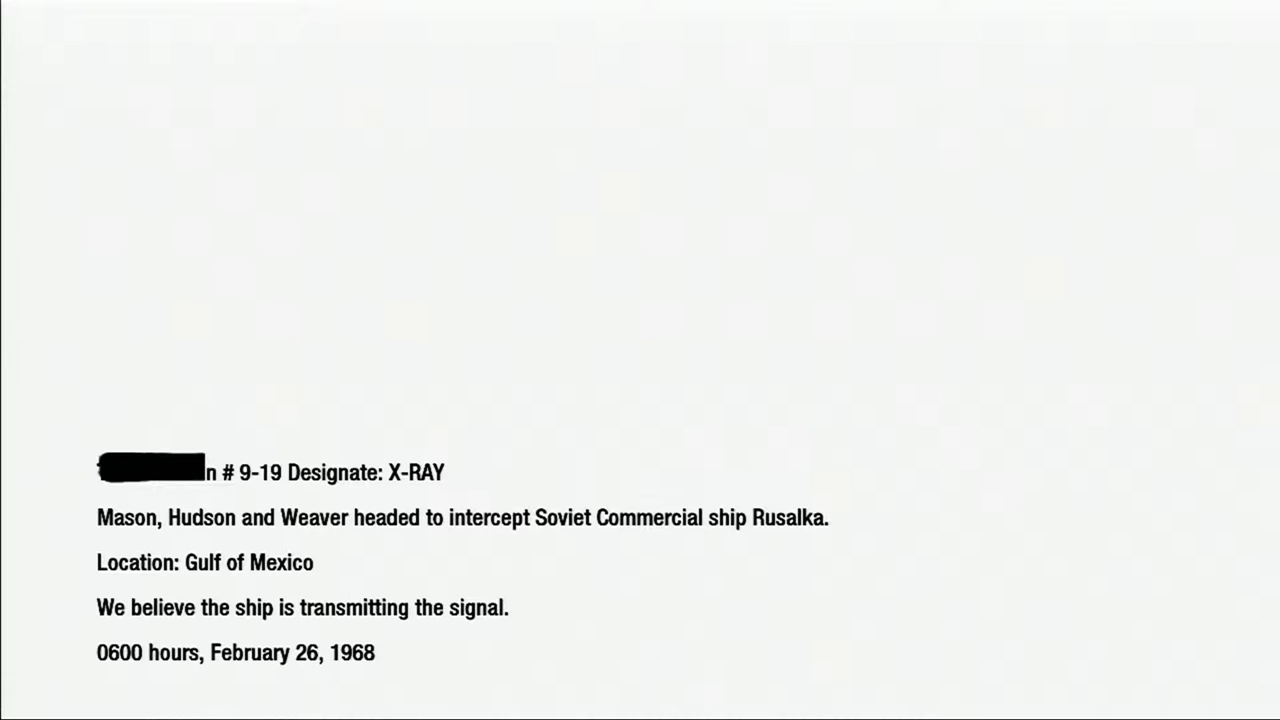 # 9-19 Designate: X-RAY
Mason, Hudson and Weaver headed to intercept Soviet Commercial ship Rusalka.
Location: Gulf of Mexico
We believe the ship is transmitting the signal.
0600 hours, February 26, 1968